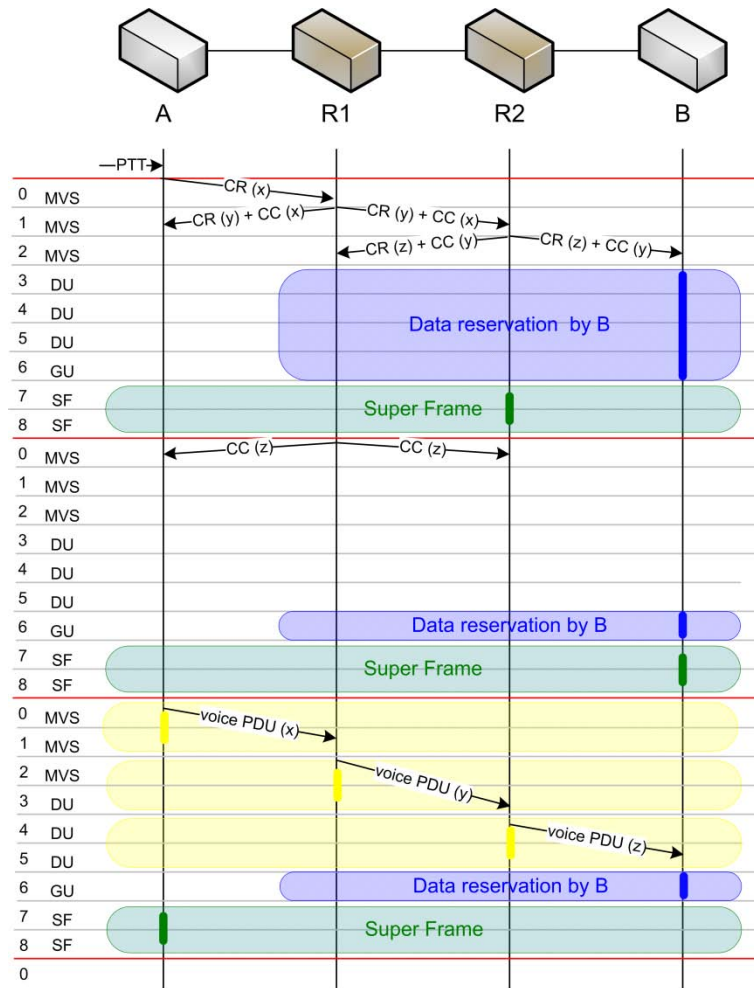 A R1 R2 B
PTT
0 MVS CR (x)
1 MVS CR (y) + CC (x) CR (y) + CC (x)
2 MVS CR (z) + CC (y) CR (z) + CC (y)
3 DU
4 DU Data reservation by B
5 DU
6 GU
7 SF Super Frame
8 SF
0 MVS CC (z) CC (z)
1 MVS
2 MVS
3 DU
4 DU
5 DU
6 GU Data reservation by B
7 SF Super Frame
8 SF
0 MVS voice PDU (x)
1 MVS
2 MVS voice PDU (y)
3 DU
4 DU voice PDU (z)
5 DU
6 GU Data reservation by B
7 SF Super Frame
8 SF
0